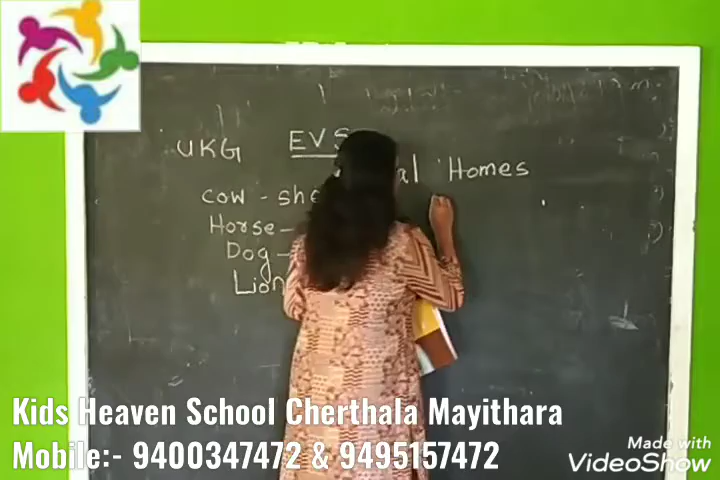 UKG EVS Homes
cow - she
Horse -
Dog -
Lion
Kids Heaven School Cherthala Mayithara
Mobile:- 9400347472 & 9495157472
Made with
VideoShow